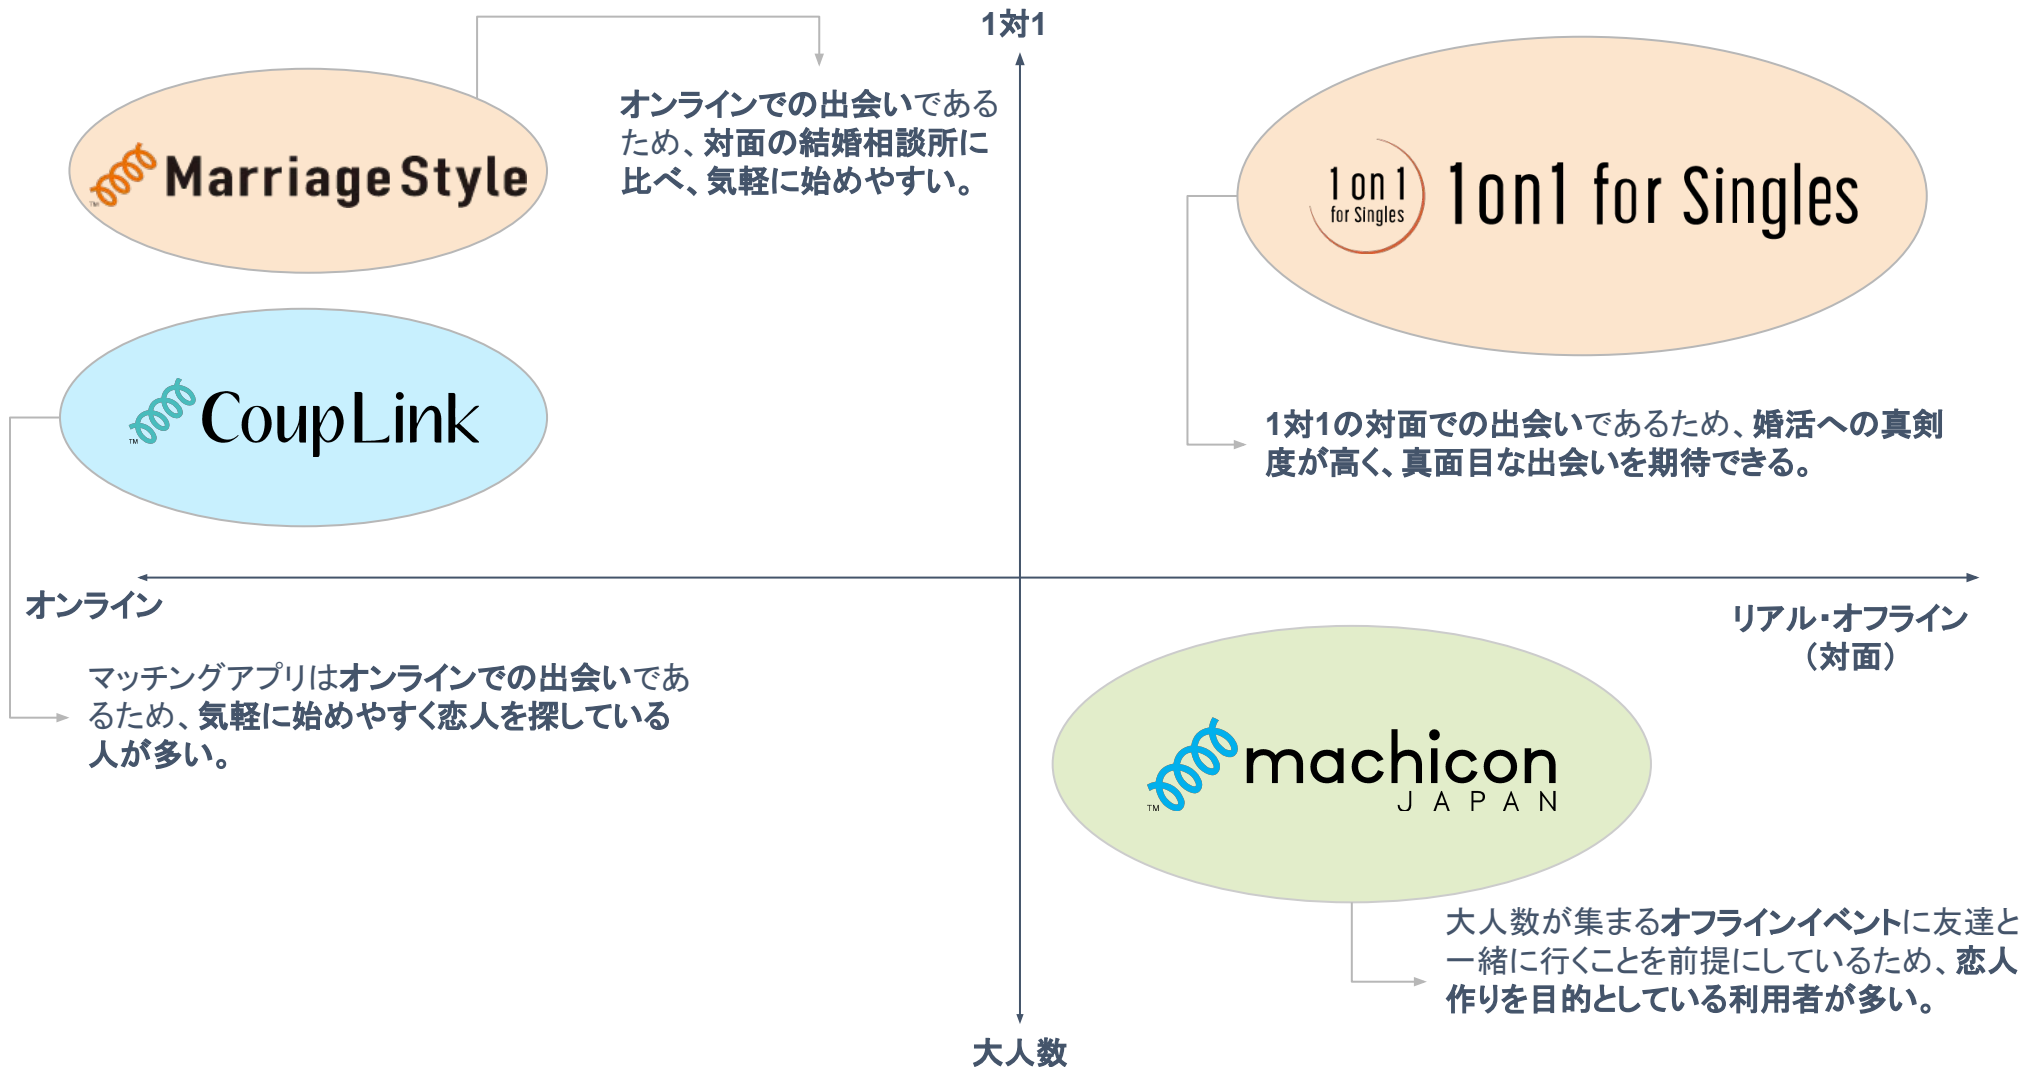 1対1
MarriageStyle
TM
オンラインでの出会いである
ため、対面の結婚相談所に
比べ、気軽に始めやすい。
1 on 1
for Singles
1on1 for Singles
CoupLink
TM
1対1の対面での出会いであるため、婚活への真剣
度が高く、真面目な出会いを期待できる。
オンライン
リアル・オフライン
（対面）
マッチングアプリはオンラインでの出会いであ
るため、気軽に始めやすく恋人を探している
人が多い。
machicon
JAPAN
TM
大人数が集まるオフラインイベントに友達と
一緒に行くことを前提にしているため、恋人
作りを目的としている利用者が多い。
大人数